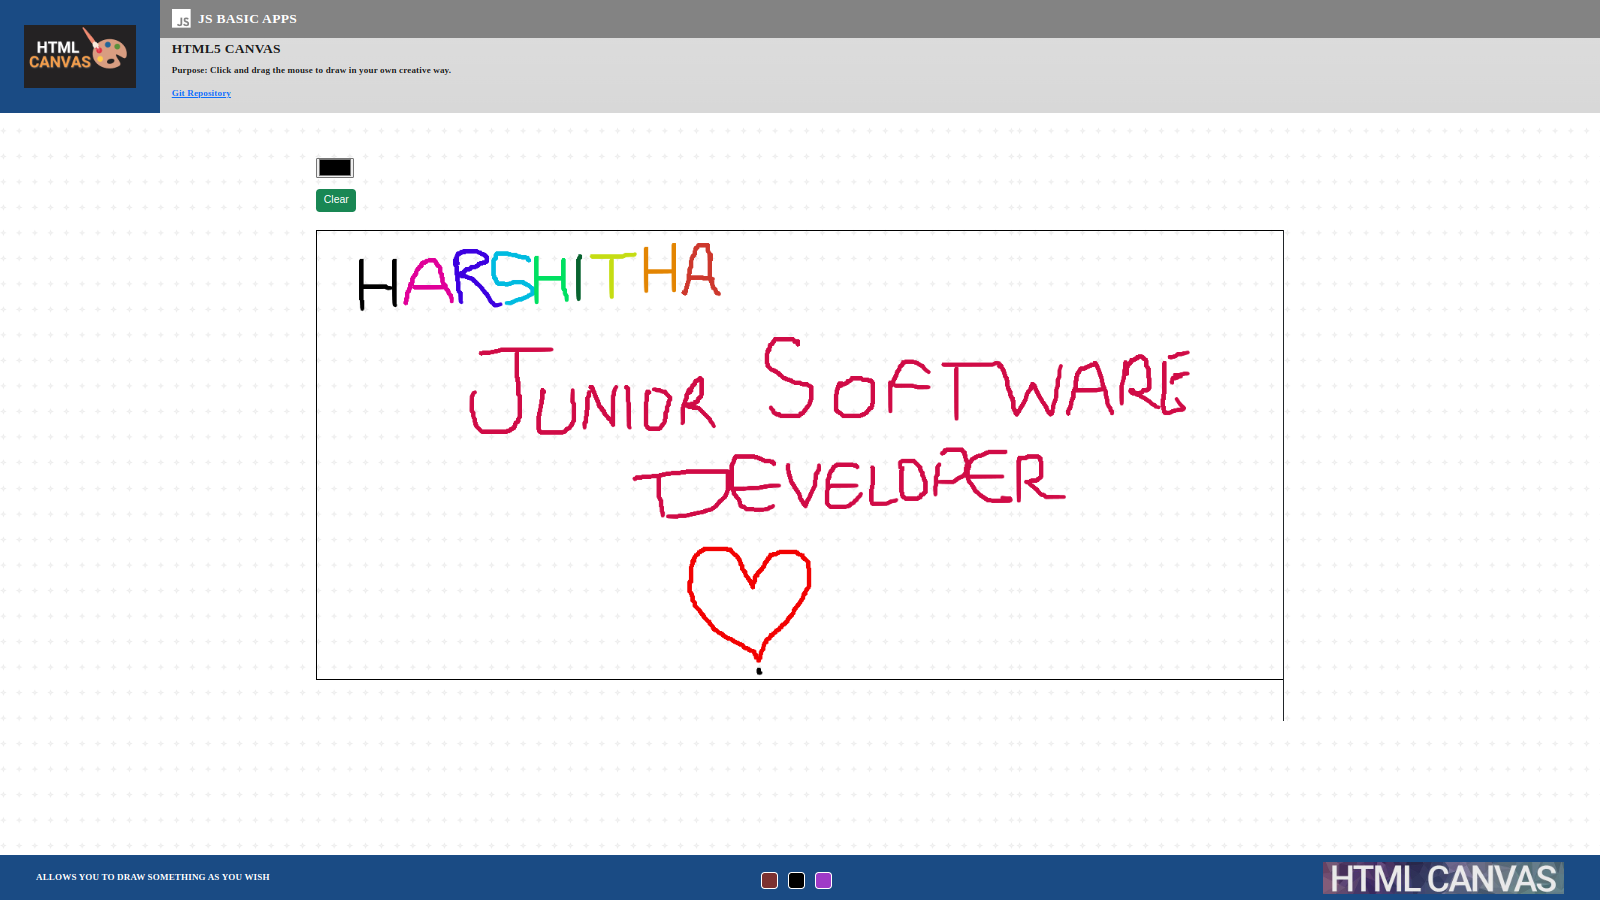 HTML
CANVAS
JS
JS BASIC APPS
HTML5 CANVAS
Purpose: Click and drag the mouse to draw in your own creative way.
Git Repository
Clear
HARSHITHA
JUNIOR SOFTWARE
DEVELOPER
ALLOWS YOU TO DRAW SOMETHING AS YOU WISH
HTML CANVAS